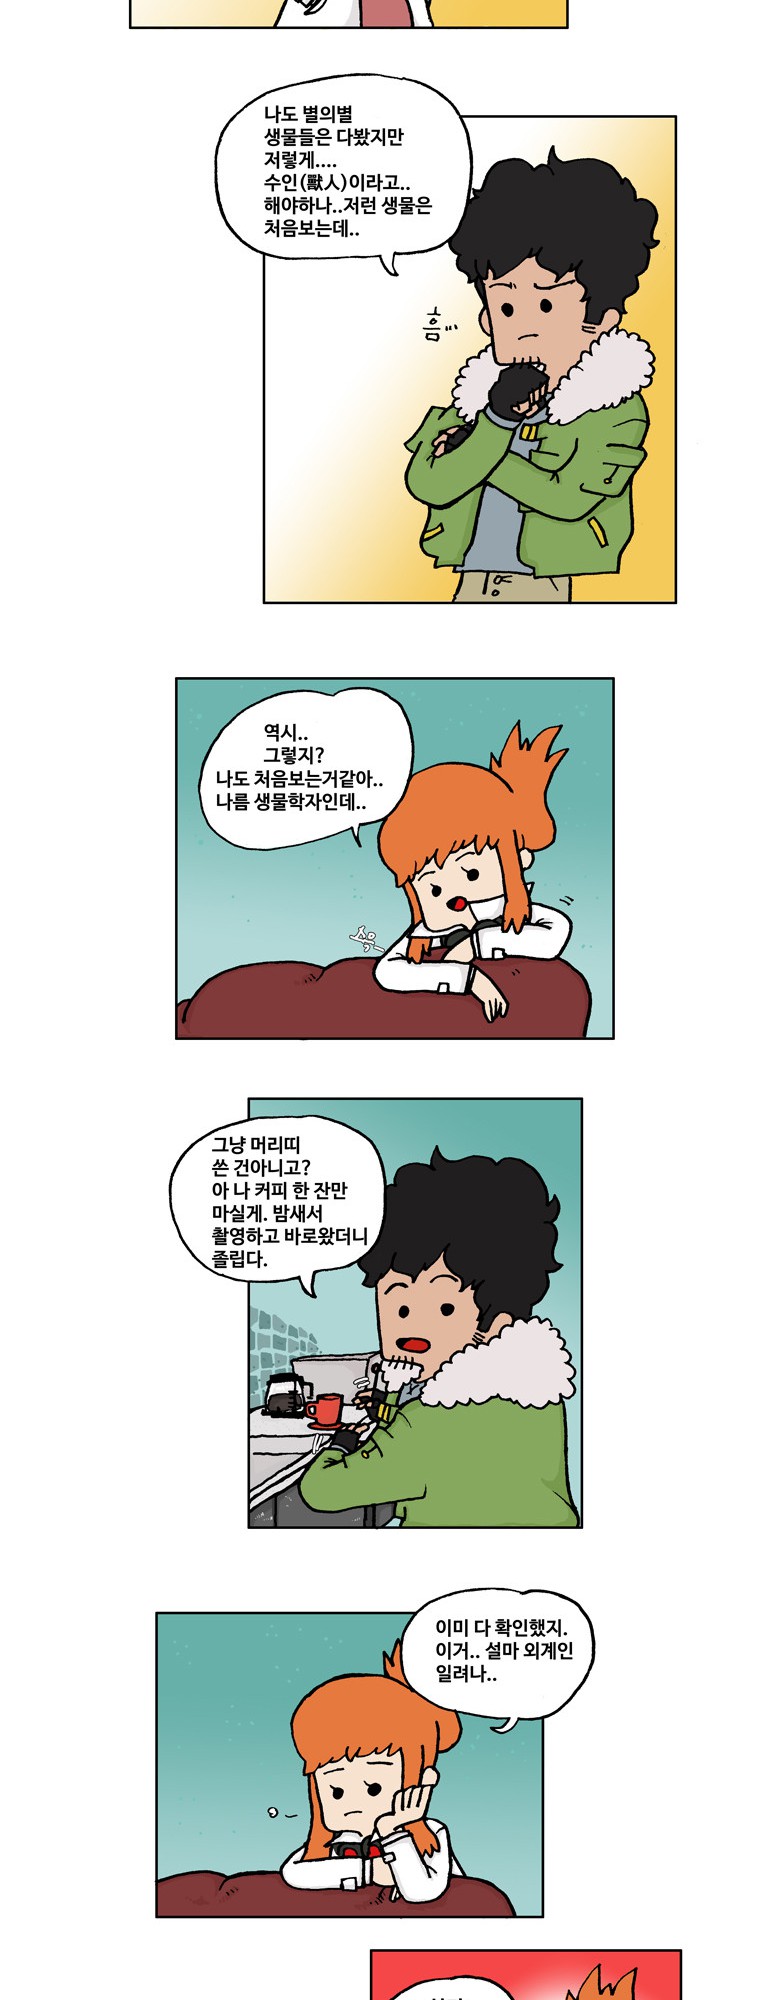 나도 별의별
생물들은 다봤지만
저렇게....
수인(獸人)이라고..
해야하나..저런 생물은
처음보는데..
흠...
역시..
그렇지?
나도 처음보는거같아..
나름 생물학자인데..
그냥 머리띠
쓴 건아니고?
아 나 커피 한 잔만
마실게. 밤새서
촬영하고 바로왔더니
졸립다.
이미 다 확인했지.
이거.. 설마 외계인
일려나..